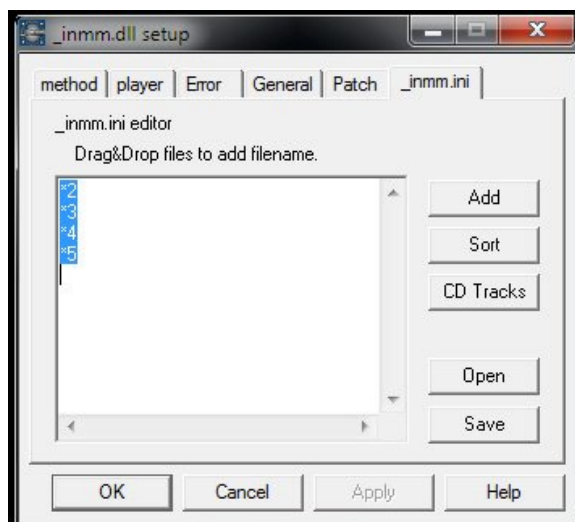 _inmm.dll setup
method player Error General Patch _inmm.ini
_inmm.ini editor
Drag&Drop files to add filename.
*2
*3
*4
*5
Add
Sort
CD Tracks
Open
Save
OK Cancel Apply Help